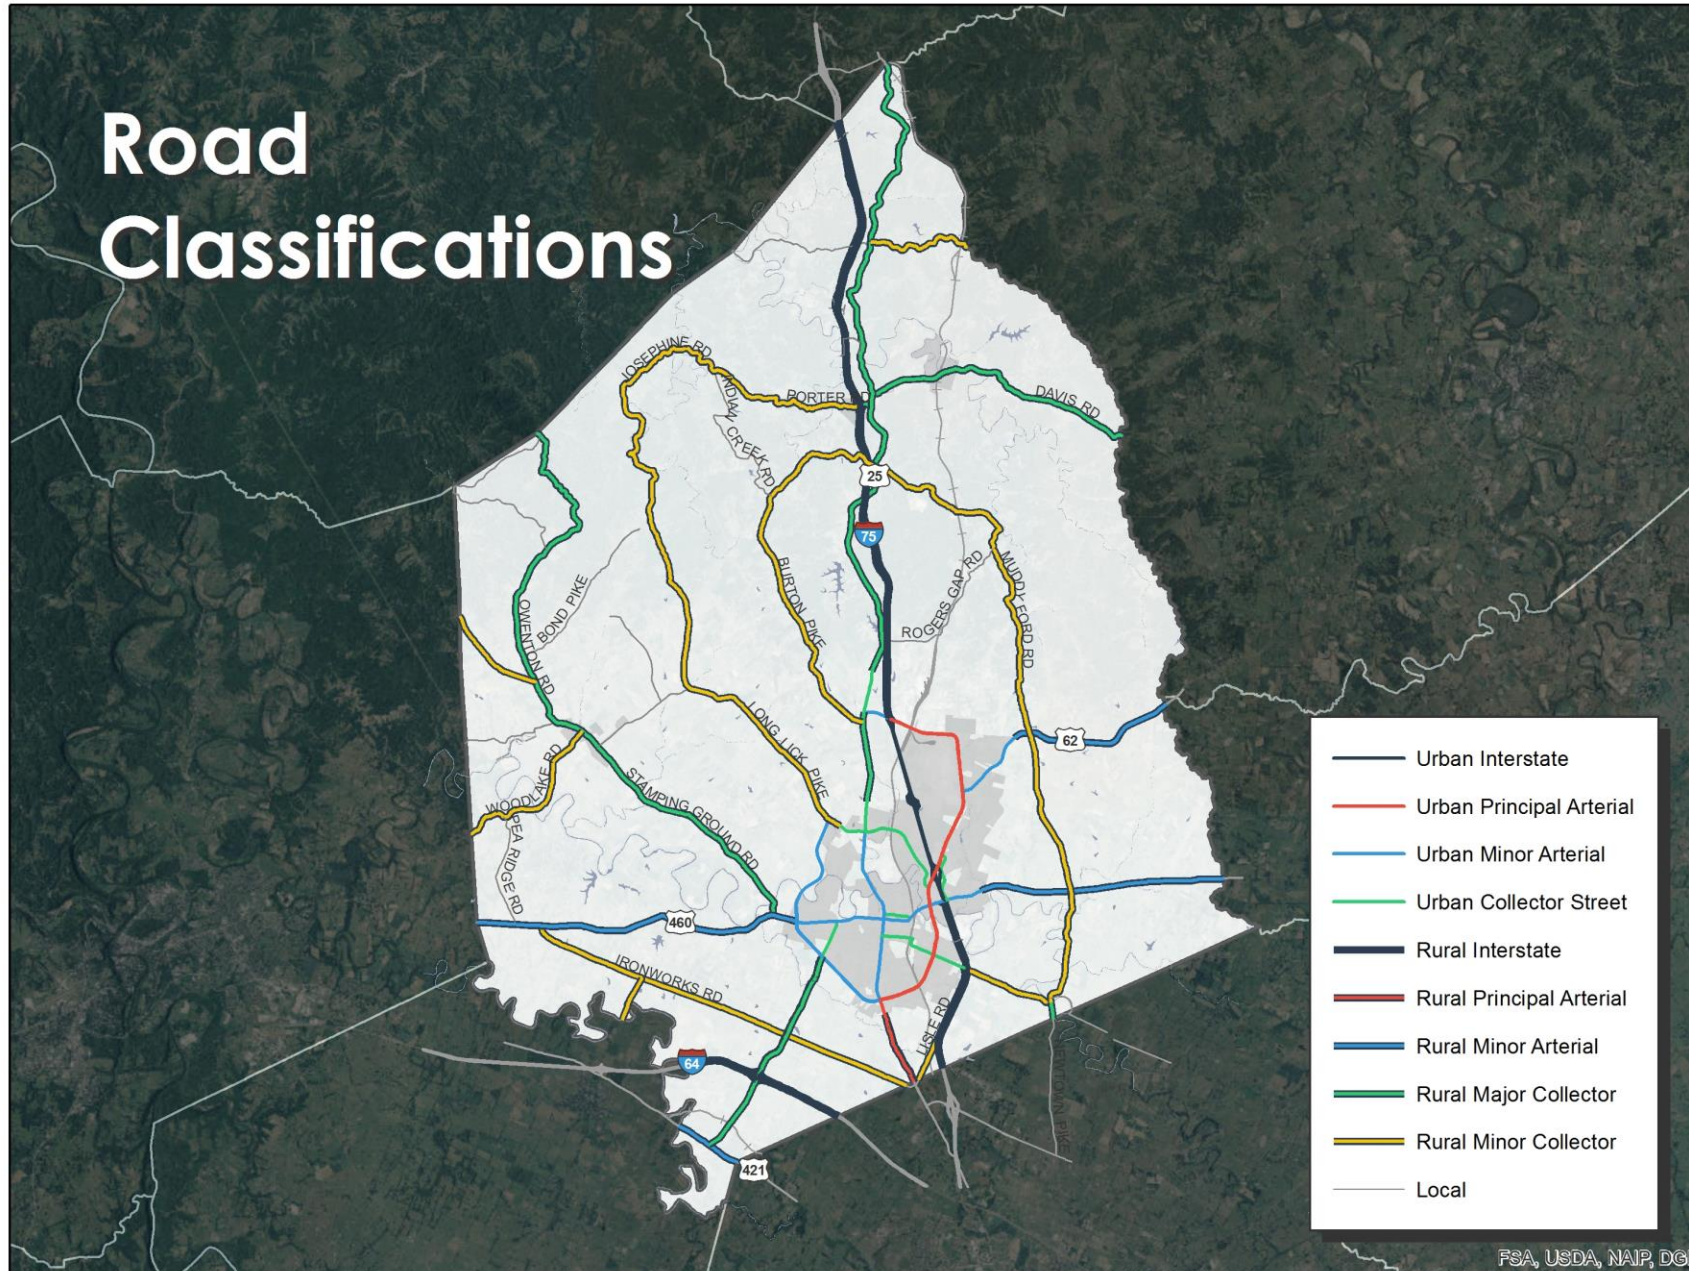 Road
Classifications
JOSEPHINE RD
INDIAN CREEK RD
PORTER RD
DAVIS RD
25
75
BURTON PIKE
ROGERS GAP RD
MUDDY FORD RD
BOND PIKE
OWENTON RD
LONG LICK PIKE
62
WOODLAKE RD
STAMPING GROUND RD
PEA RIDGE RD
460
IRONWORKS RD
LISLE RD
64
421
Urban Interstate
Urban Principal Arterial
Urban Minor Arterial
Urban Collector Street
Rural Interstate
Rural Principal Arterial
Rural Minor Arterial
Rural Major Collector
Rural Minor Collector
Local
FSA, USDA, NAIP, DG